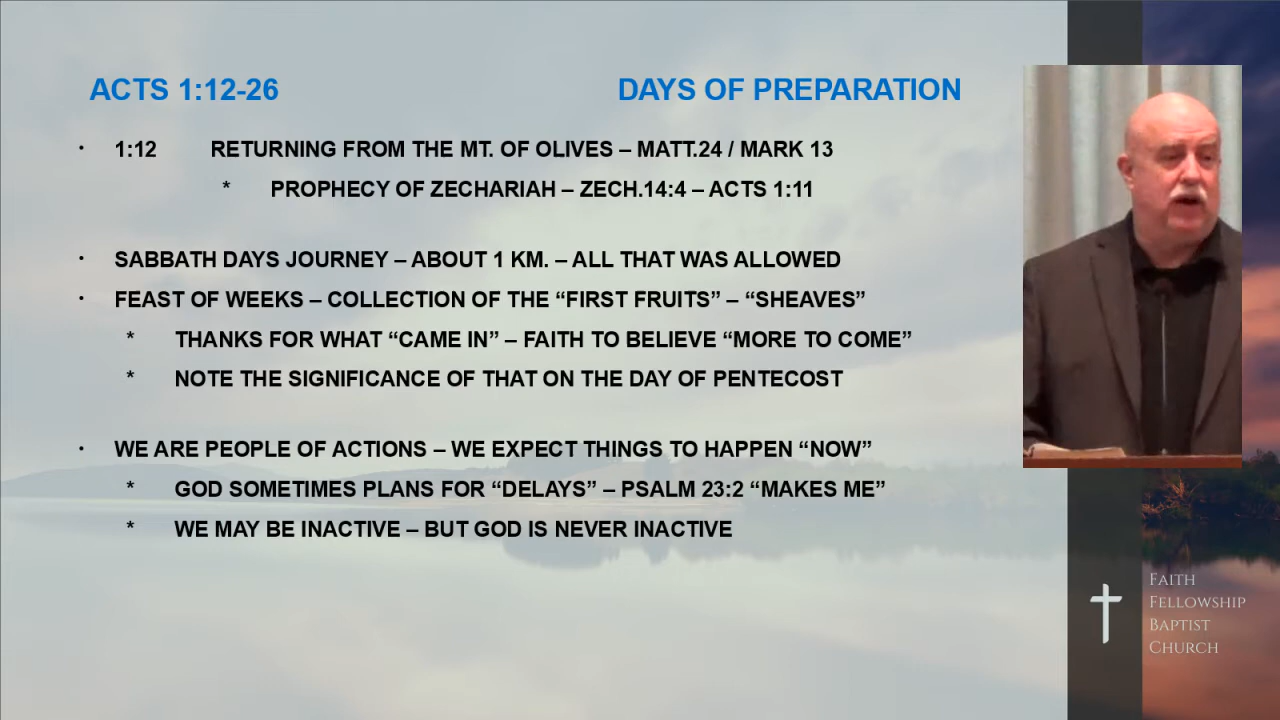 ACTS 1:12-26 DAYS OF PREPARATION
• 1:12 RETURNING FROM THE MT. OF OLIVES – MATT.24 / MARK 13
* PROPHECY OF ZECHARIAH – ZECH.14:4 – ACTS 1:11
• SABBATH DAYS JOURNEY – ABOUT 1 KM. – ALL THAT WAS ALLOWED
• FEAST OF WEEKS – COLLECTION OF THE “FIRST FRUITS” – “SHEAVES”
* THANKS FOR WHAT “CAME IN” – FAITH TO BELIEVE “MORE TO COME”
* NOTE THE SIGNIFICANCE OF THAT ON THE DAY OF PENTECOST
• WE ARE PEOPLE OF ACTIONS – WE EXPECT THINGS TO HAPPEN “NOW”
* GOD SOMETIMES PLANS FOR “DELAYS” – PSALM 23:2 “MAKES ME”
* WE MAY BE INACTIVE – BUT GOD IS NEVER INACTIVE
FAITH
FELLOWSHIP
BAPTIST
CHURCH